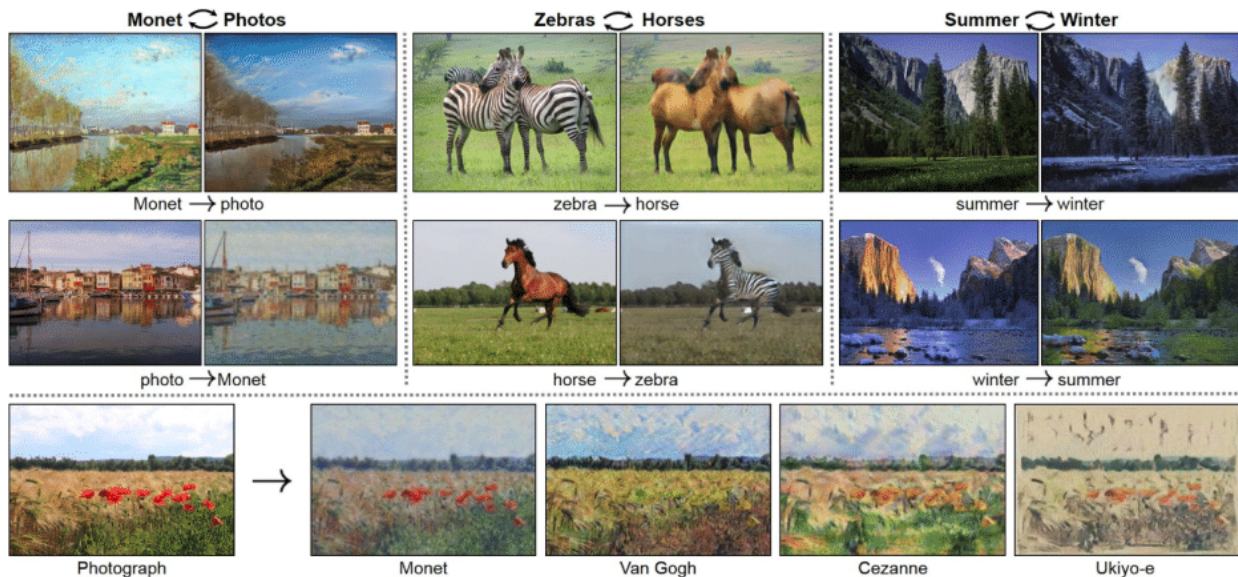 Monet Photos
Zebras Horses
Summer Winter
Monet → photo
zebra → horse
summer → winter
photo → Monet
horse → zebra
winter → summer
Photograph
Monet
Van Gogh
Cezanne
Ukiyo-e